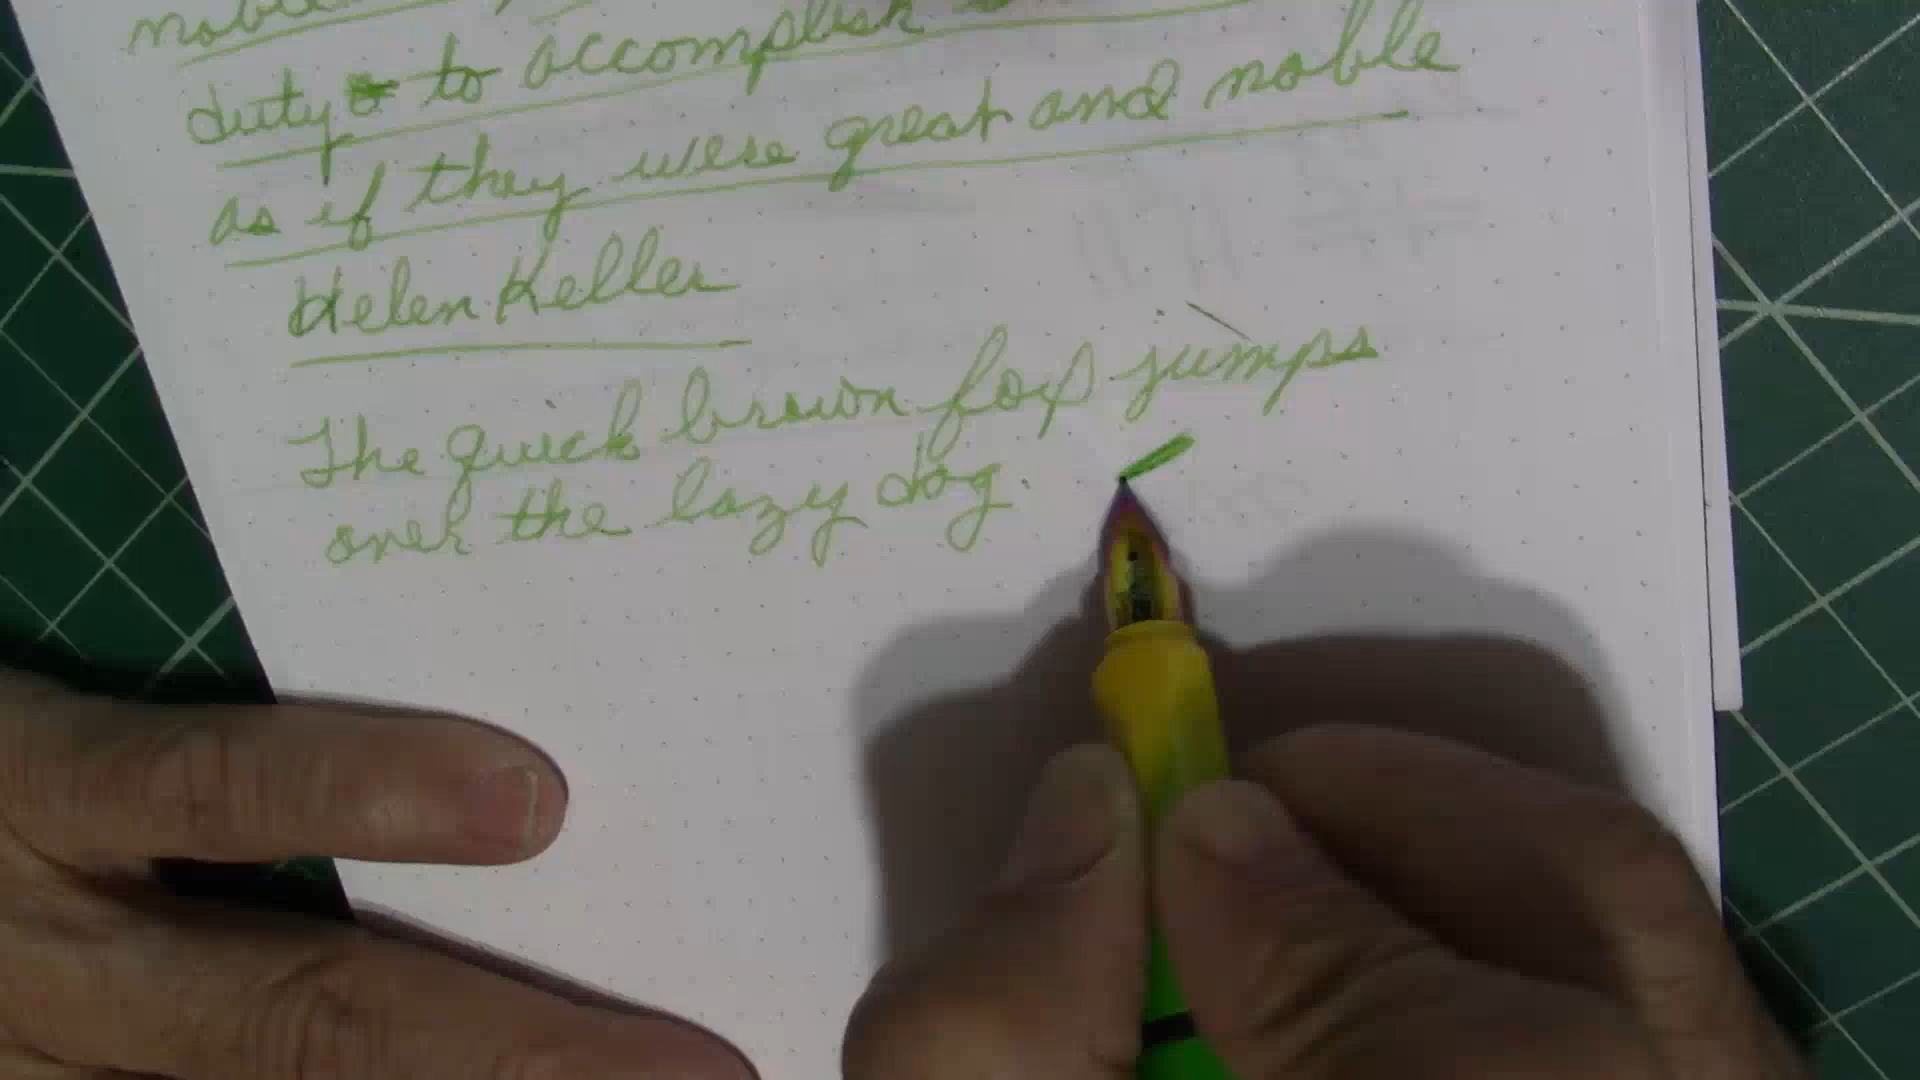 noble
duty to accomplish
as if they were great and noble
Helen Keller
The quick brown fox jumps
over the lazy dog.